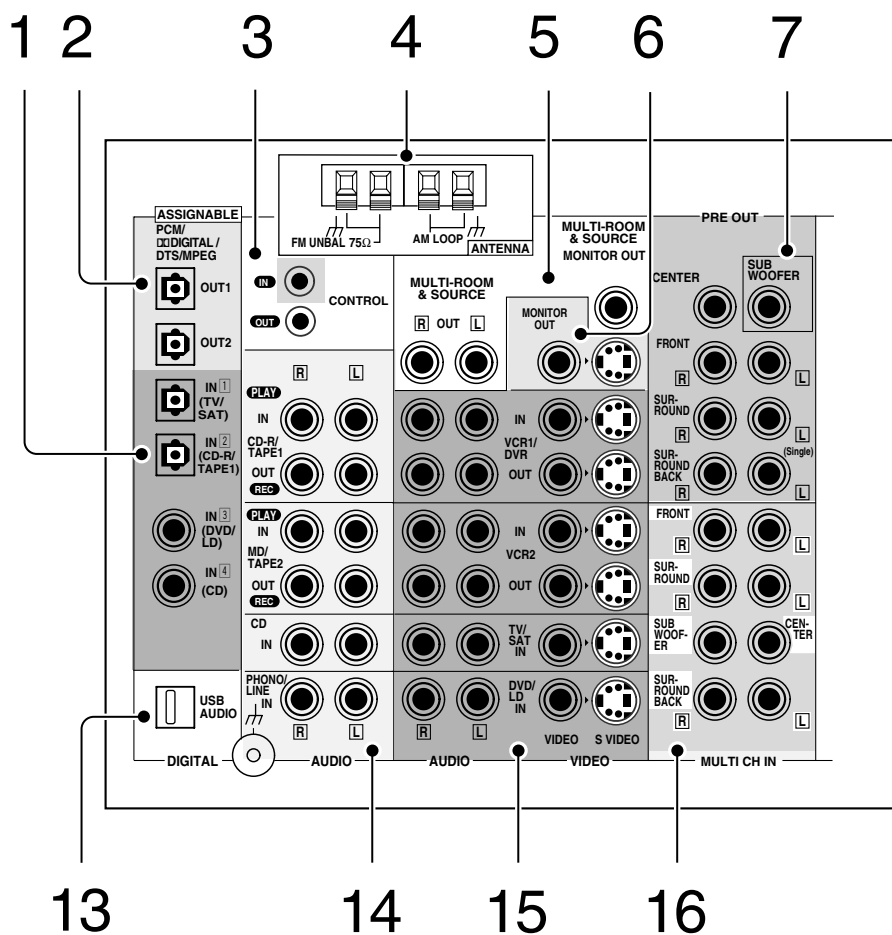 1 2 3 4 5 6 7
ASSIGNABLE
PCM/
DIGITAL /
DTS/MPEG
OUT1
OUT2
IN 1
(TV/
SAT)
IN 2
(CD-R/
TAPE1)
IN 3
(DVD/
LD)
IN 4
(CD)
USB
AUDIO
DIGITAL
FM UNBAL 75Ω
AM LOOP
ANTENNA
IN
CONTROL
OUT
R L
PLAY
IN
CD-R/
TAPE1
OUT
REC
PLAY
IN
MD/
TAPE2
OUT
REC
CD
IN
PHONO/
LINE
IN
R L
AUDIO
MULTI-ROOM
& SOURCE
R OUT L
MULTI-ROOM
& SOURCE
MONITOR OUT
MONITOR
OUT
IN
VCR1/
DVR
OUT
IN
VCR2
OUT
TV/
SAT
IN
DVD/
LD
IN
R L
AUDIO
VIDEO S VIDEO
VIDEO
PRE OUT
CENTER
SUB
WOOFER
FRONT
R L
SUR-
ROUND
R L
SUR-
ROUND
BACK
(Single)
R L
FRONT
R L
SUR-
ROUND
R L
SUB
WOOF-
ER
CEN-
TER
SUR-
ROUND
BACK
R L
MULTI CH IN
13 14 15 16